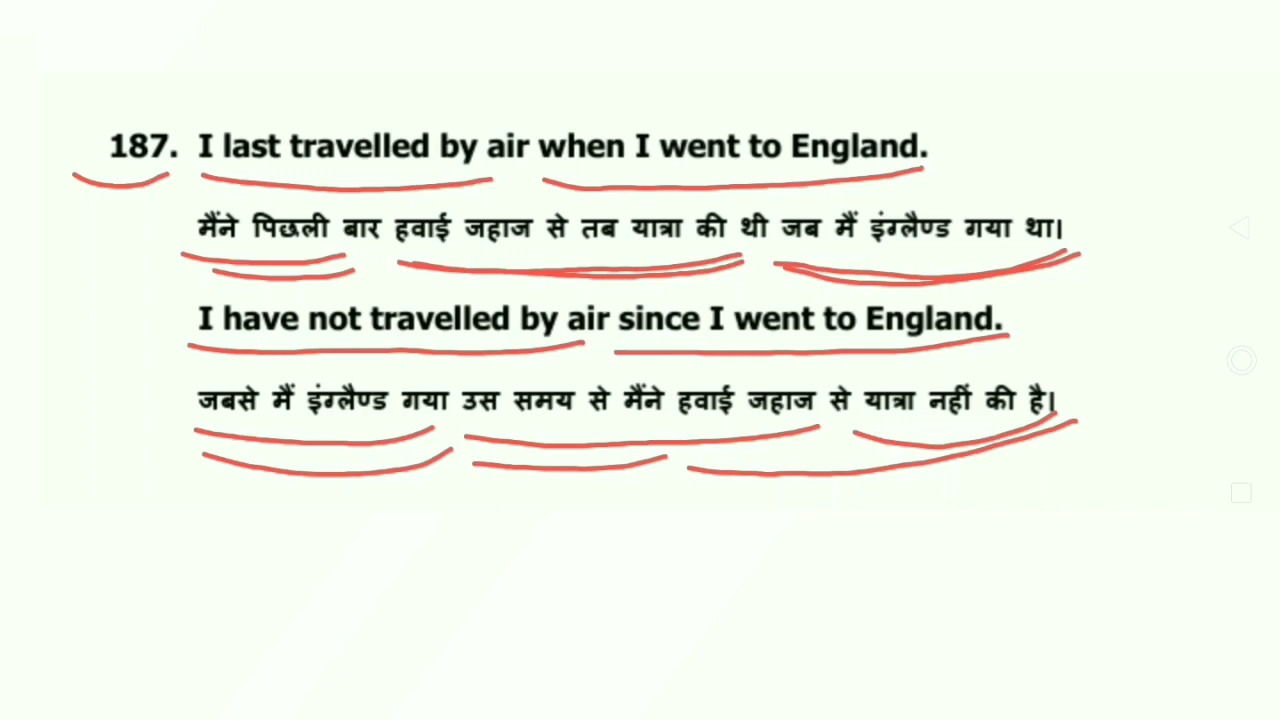 187. I last travelled by air when I went to England.
मैंने पिछली बार हवाई जहाज से तब यात्रा की थी जब मैं इंग्लैण्ड गया था।
I have not travelled by air since I went to England.
जबसे मैं इंग्लैण्ड गया उस समय से मैंने हवाई जहाज से यात्रा नहीं की है।